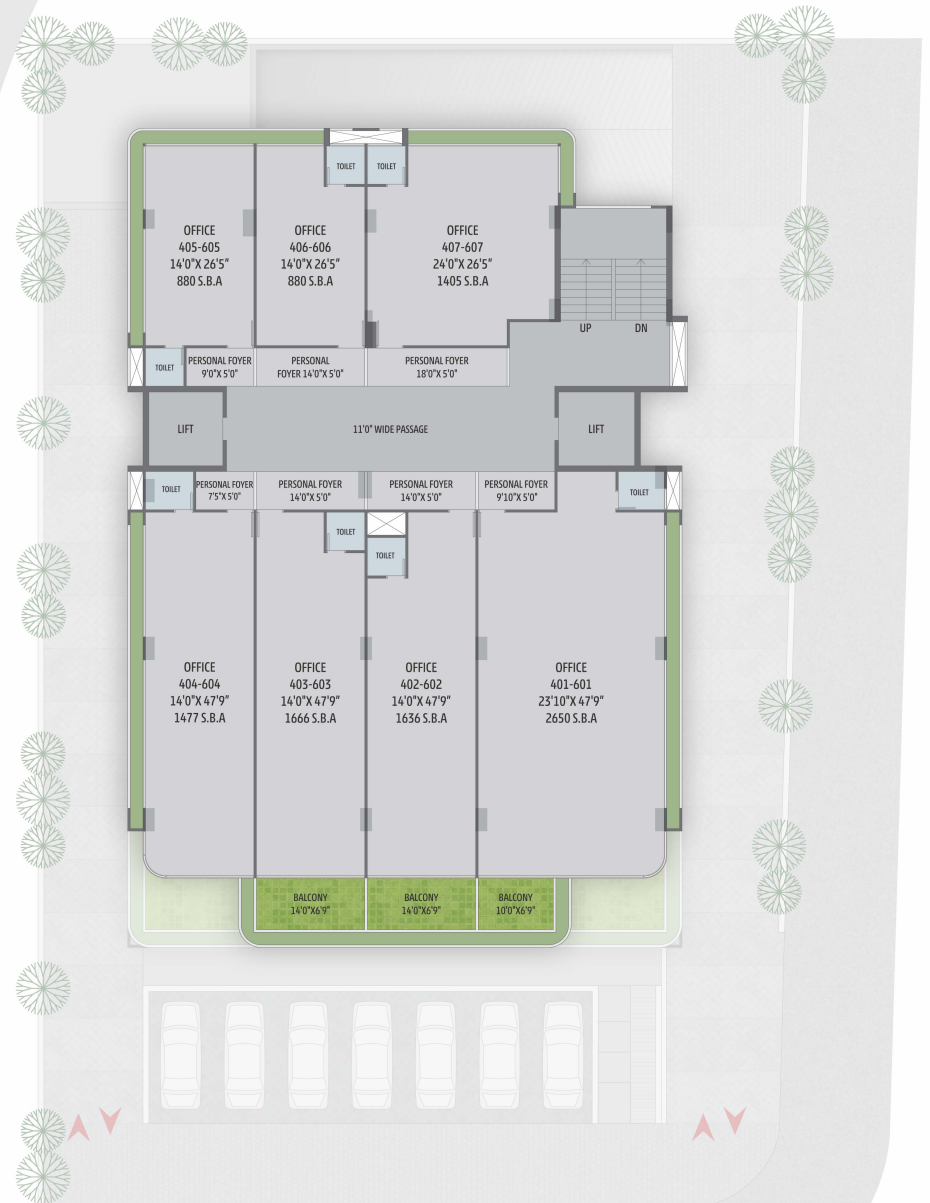 TOILET
TOILET
OFFICE
405-605
14'0"X 26'5"
880 S.B.A
OFFICE
406-606
14'0"X 26'5"
880 S.B.A
OFFICE
407-607
24'0"X 26'5"
1405 S.B.A
UP
DN
TOILET
PERSONAL FOYER
9'0"X 5'0"
PERSONAL
FOYER 14'0"X 5'0"
PERSONAL FOYER
18'0"X 5'0"
LIFT
11'0" WIDE PASSAGE
LIFT
TOILET
PERSONAL FOYER
7'5"X 5'0"
PERSONAL FOYER
14'0"X 5'0"
PERSONAL FOYER
14'0"X 5'0"
PERSONAL FOYER
9'10"X 5'0"
TOILET
TOILET
TOILET
OFFICE
404-604
14'0"X 47'9"
1477 S.B.A
OFFICE
403-603
14'0"X 47'9"
1666 S.B.A
OFFICE
402-602
14'0"X 47'9"
1636 S.B.A
OFFICE
401-601
23'10"X 47'9"
2650 S.B.A
BALCONY
14'0"X6'9"
BALCONY
14'0"X6'9"
BALCONY
10'0"X6'9"